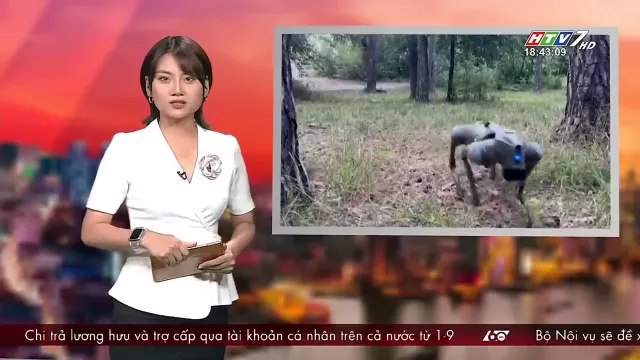 HTV7 HD
18:43:09
Chi trả lương hưu và trợ cấp qua tài khoản cá nhân trên cả nước từ 1-9 60 Bộ Nội vụ sẽ đề x